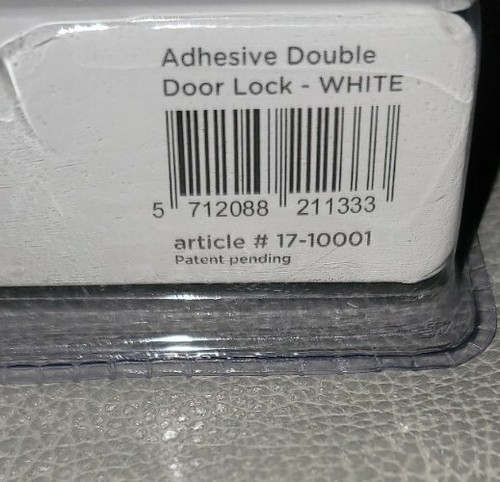 Adhesive Double
Door Lock - WHITE
5 712088 211333
article # 17-10001
Patent pending